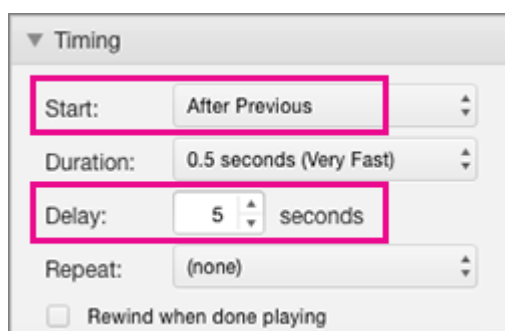 Timing
Start: After Previous
Duration: 0.5 seconds (Very Fast)
Delay: 5 seconds
Repeat: (none)
Rewind when done playing